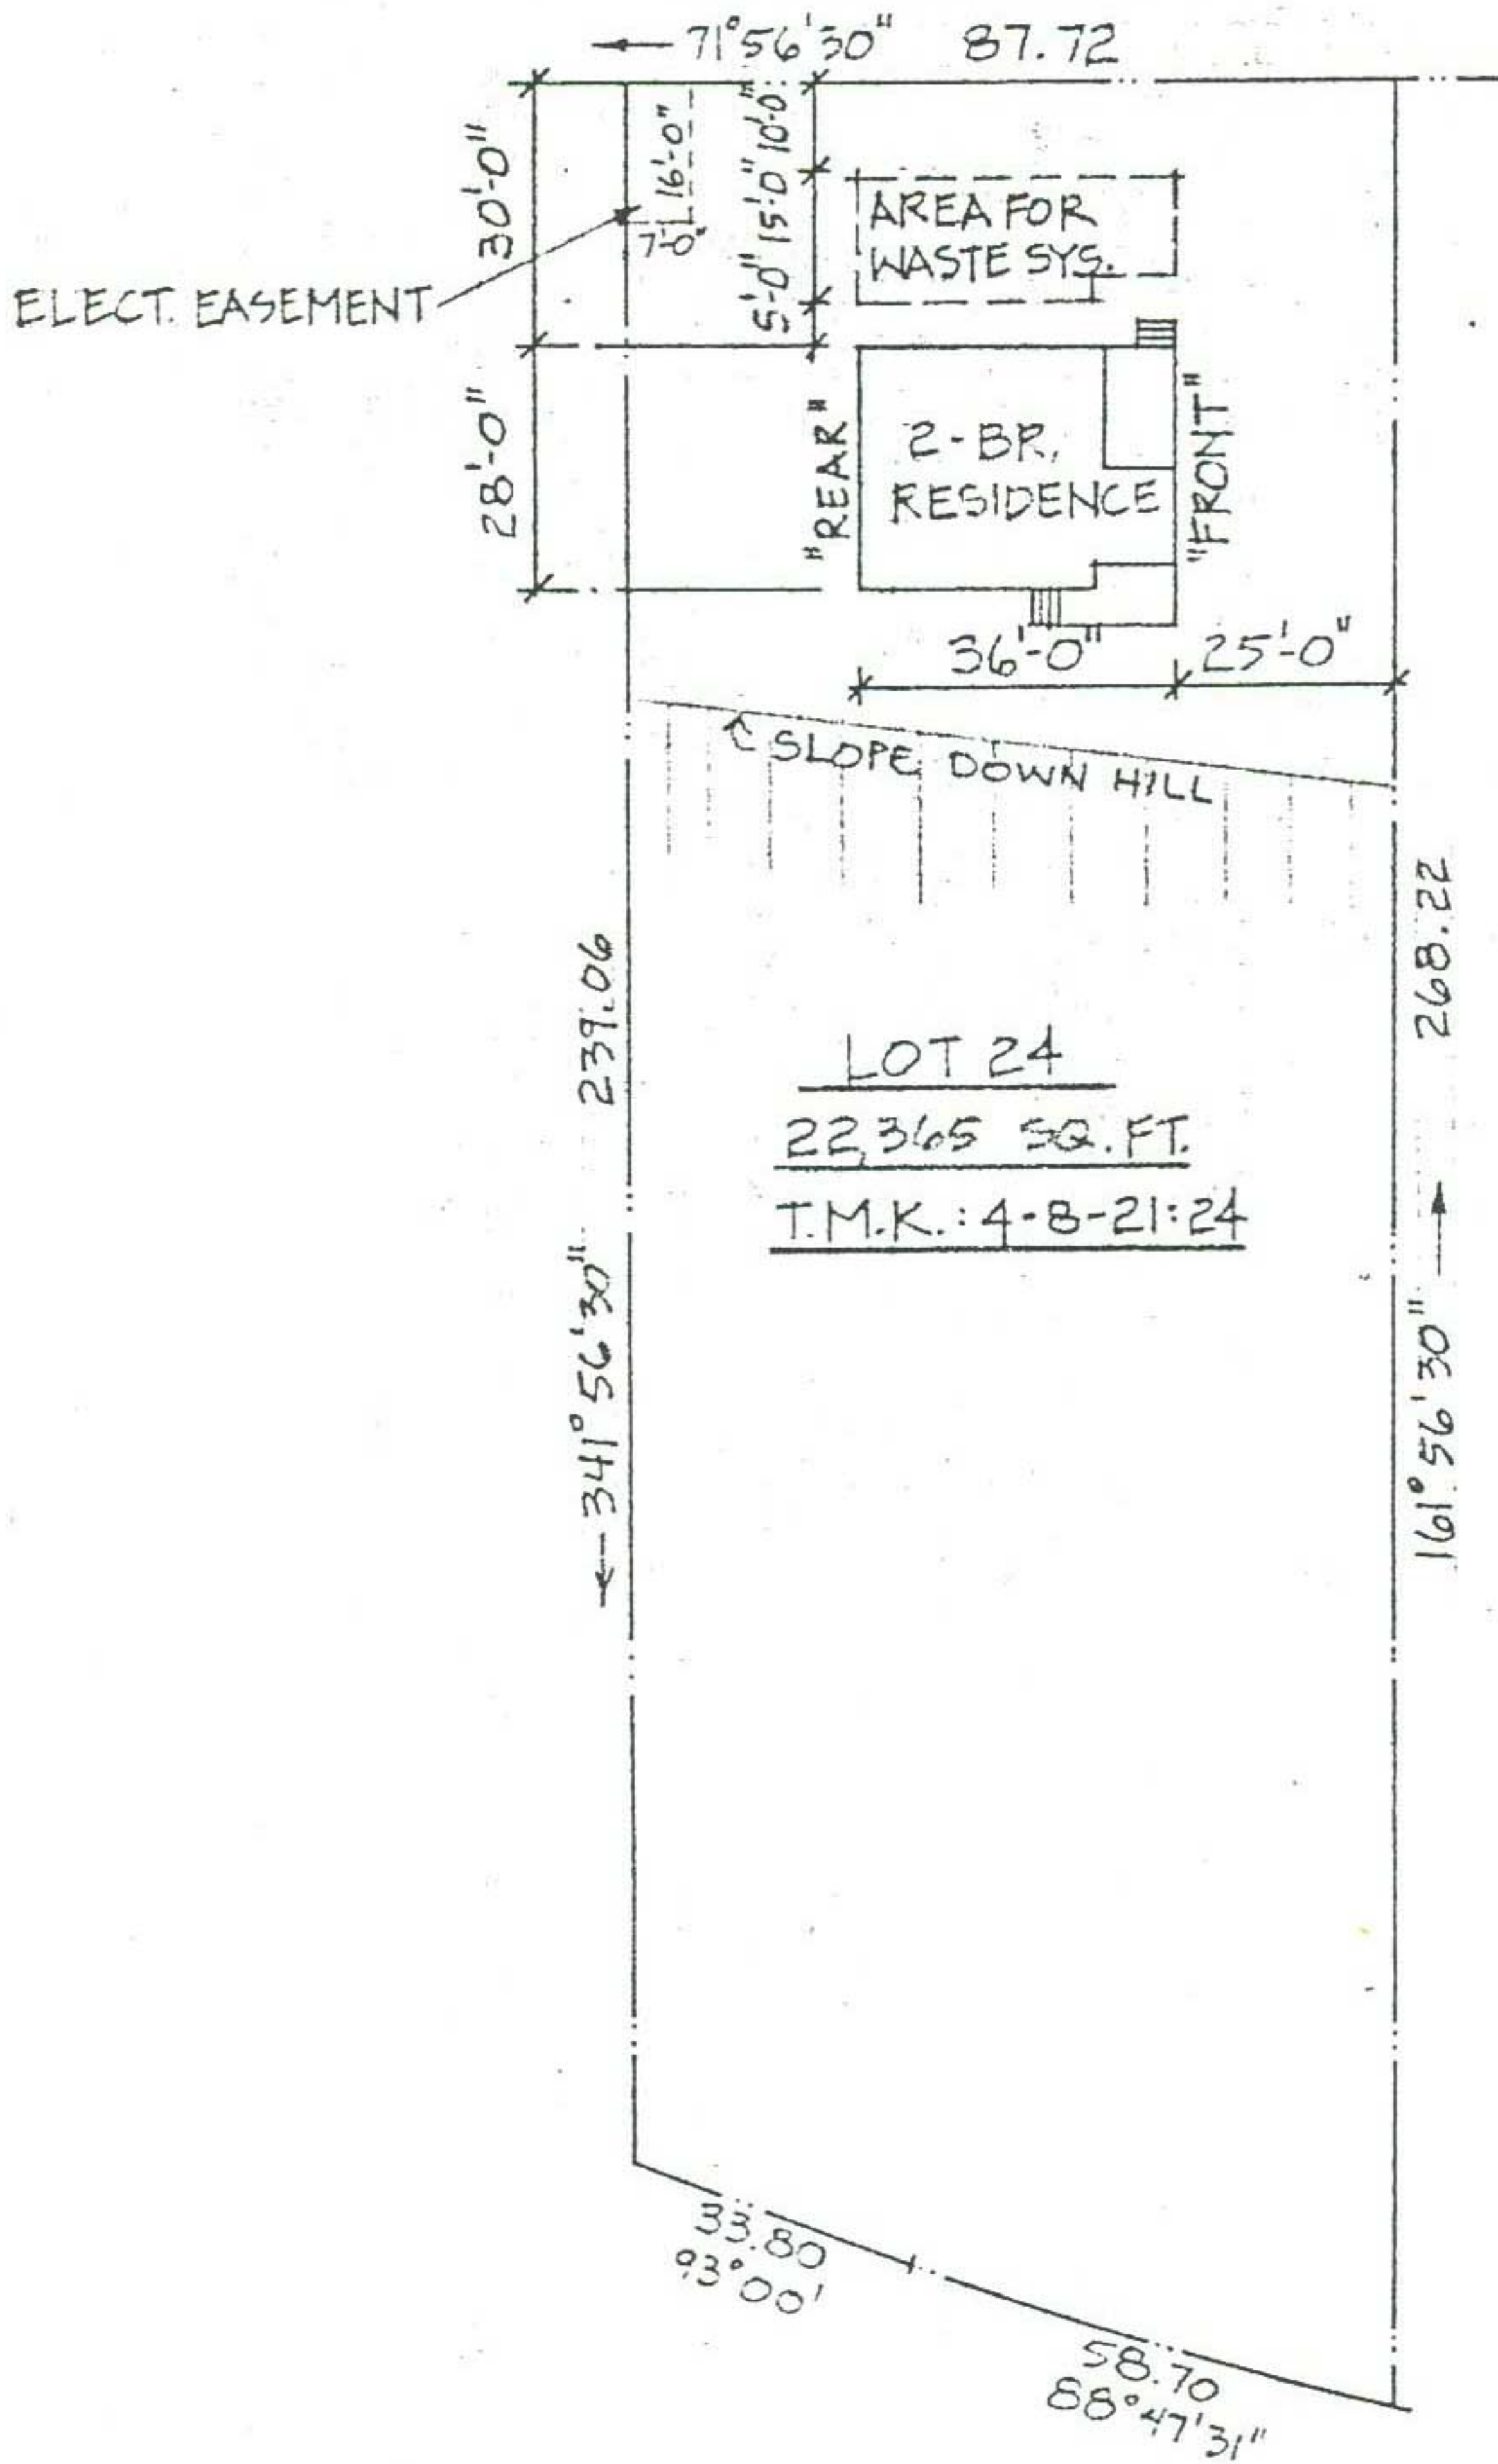 71°56'30" 87.72
30'-0"
16'-0"
7'-0"
10'-0"
15'-0"
5'-0"
AREA FOR
WASTE SYS.
ELECT. EASEMENT
28'-0"
"REAR"
2-BR.
RESIDENCE
"FRONT"
36'-0"
25'-0"
SLOPE DOWN HILL
239.06
341°56'30"
268.22
161°56'30"
LOT 24
22,365 SQ. FT.
T.M.K.: 4-8-21:24
33.80
93°00'
58.70
88°47'31"